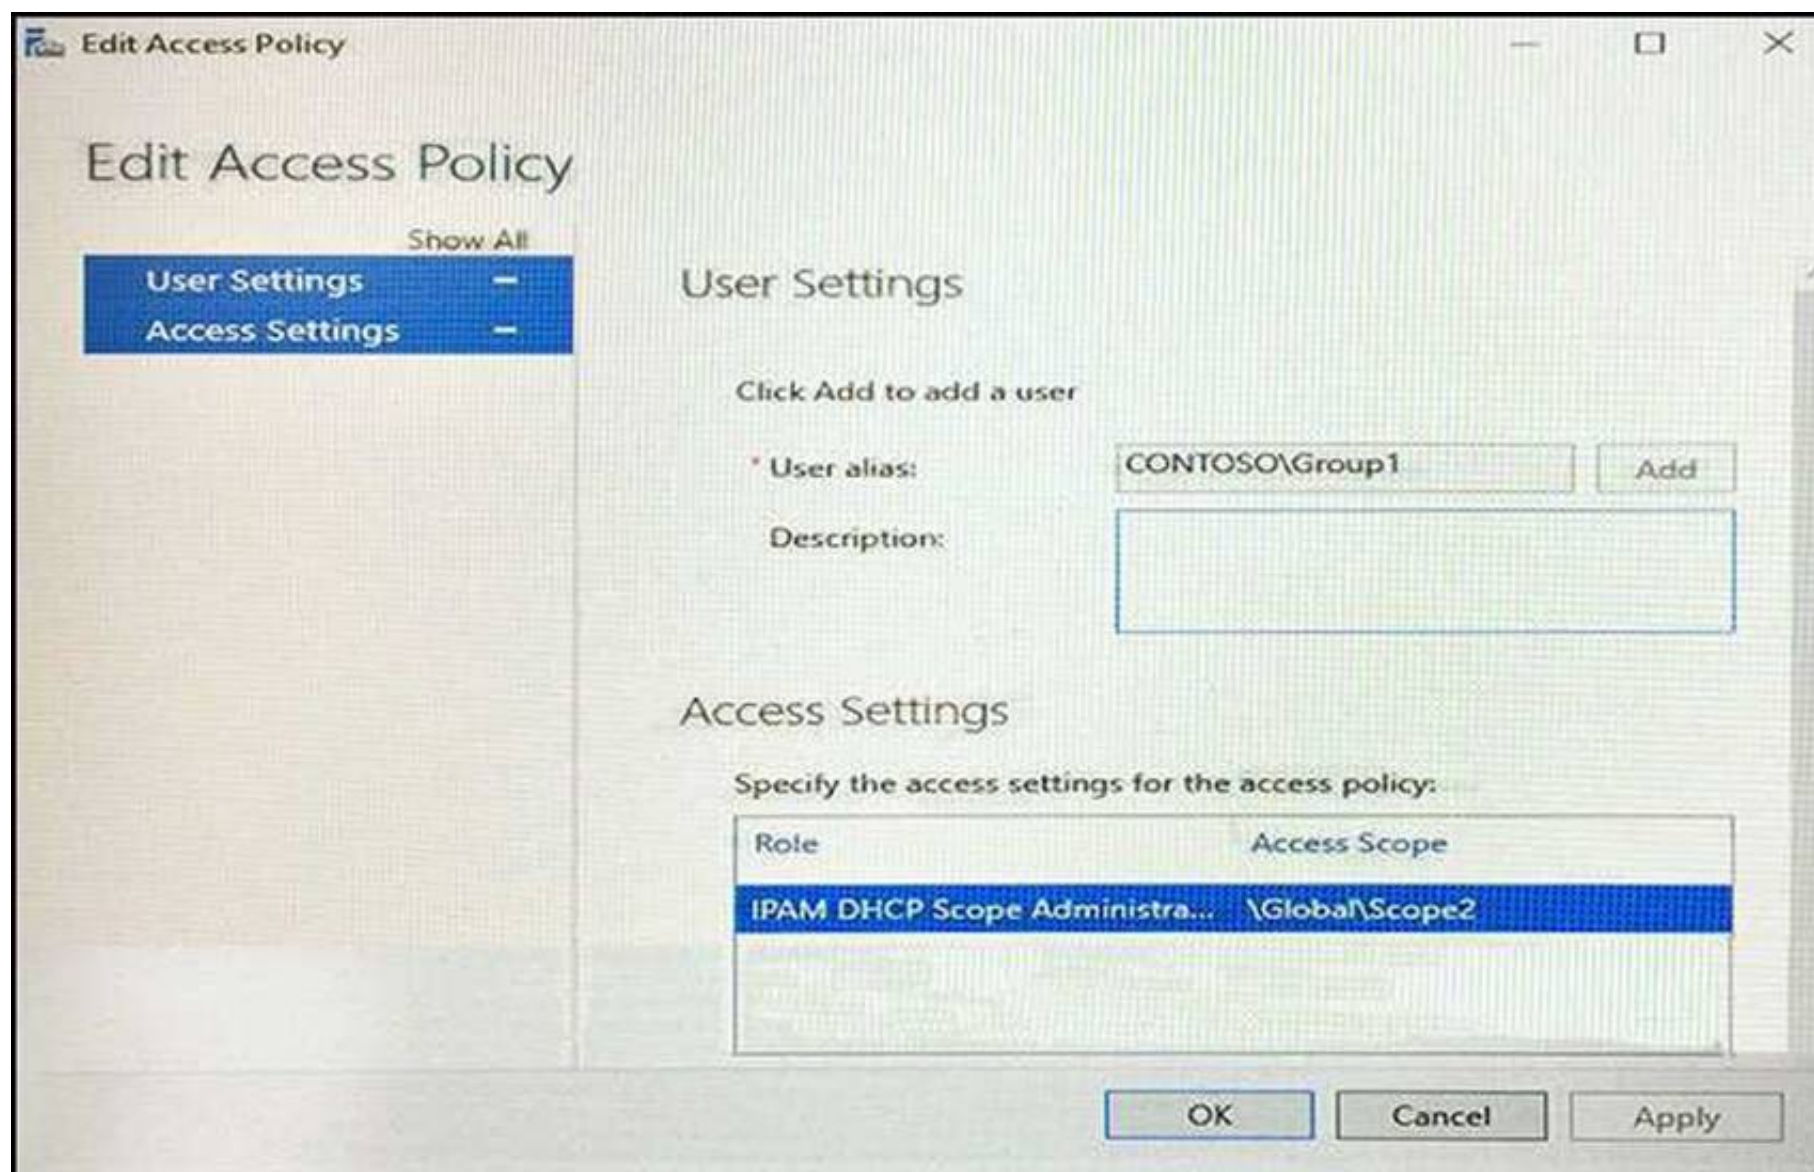 Edit Access Policy
Edit Access Policy
Show All
User Settings
Access Settings
User Settings
Click Add to add a user
* User alias: CONTOSO\Group1 Add
Description:
Access Settings
Specify the access settings for the access policy:
Role Access Scope
IPAM DHCP Scope Administra... \Global\Scope2
OK Cancel Apply